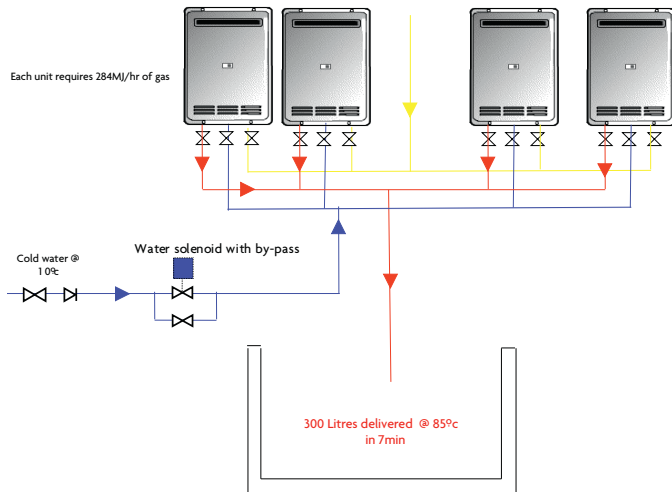 Each unit requires 284MJ/hr of gas
Water solenoid with by-pass
Cold water @
10ºc
300 Litres delivered @ 85ºc
in 7min